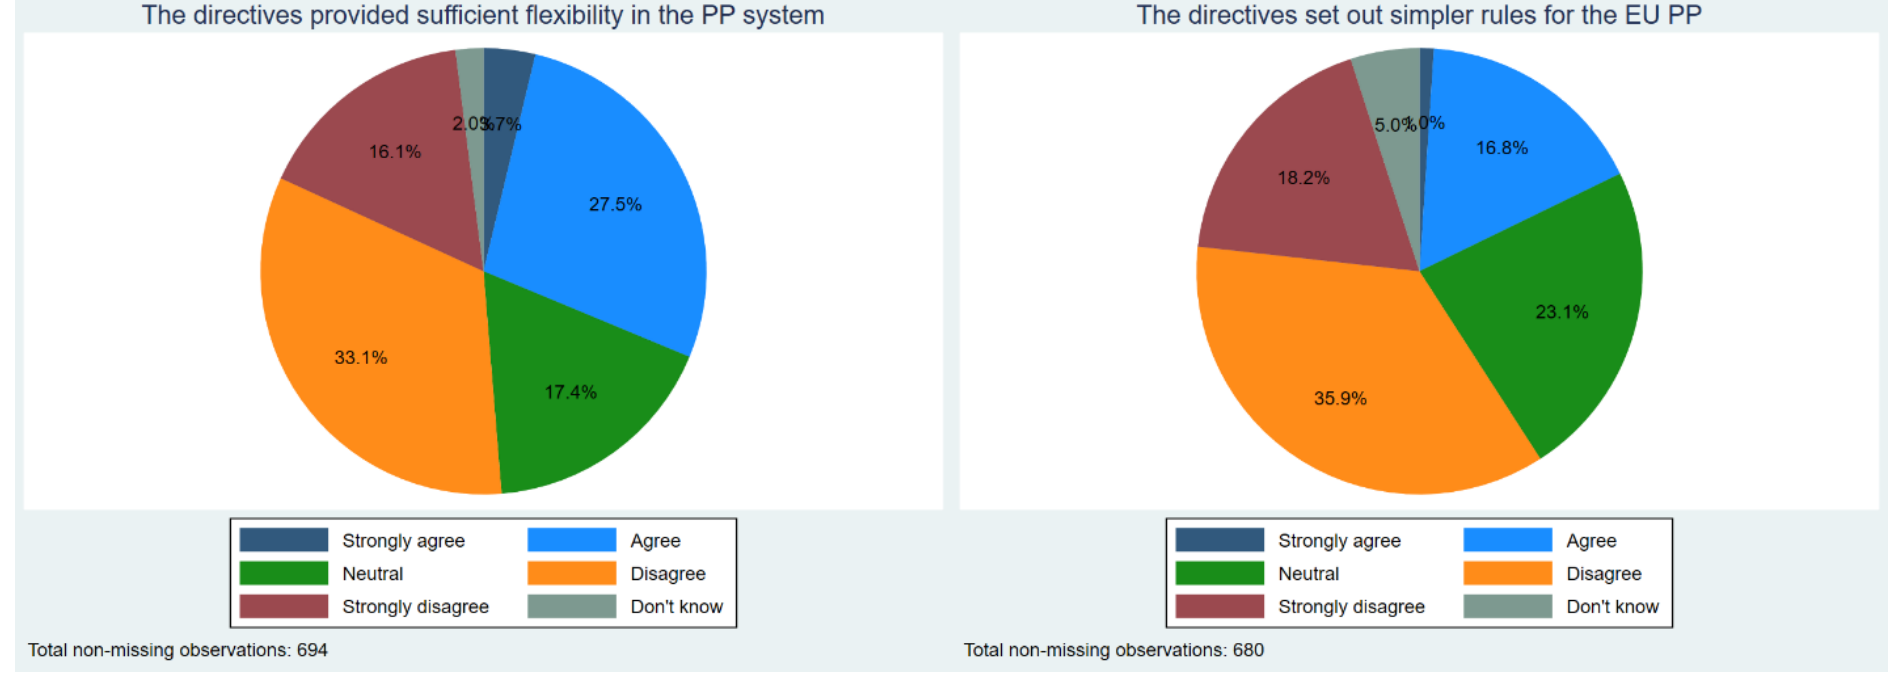 The directives provided sufficient flexibility in the PP system
2.0%
3.7%
16.1%
27.5%
33.1%
17.4%
Strongly agree
Agree
Neutral
Disagree
Strongly disagree
Don't know
Total non-missing observations: 694
The directives set out simpler rules for the EU PP
5.0%
1.0%
16.8%
18.2%
23.1%
35.9%
Strongly agree
Agree
Neutral
Disagree
Strongly disagree
Don't know
Total non-missing observations: 680